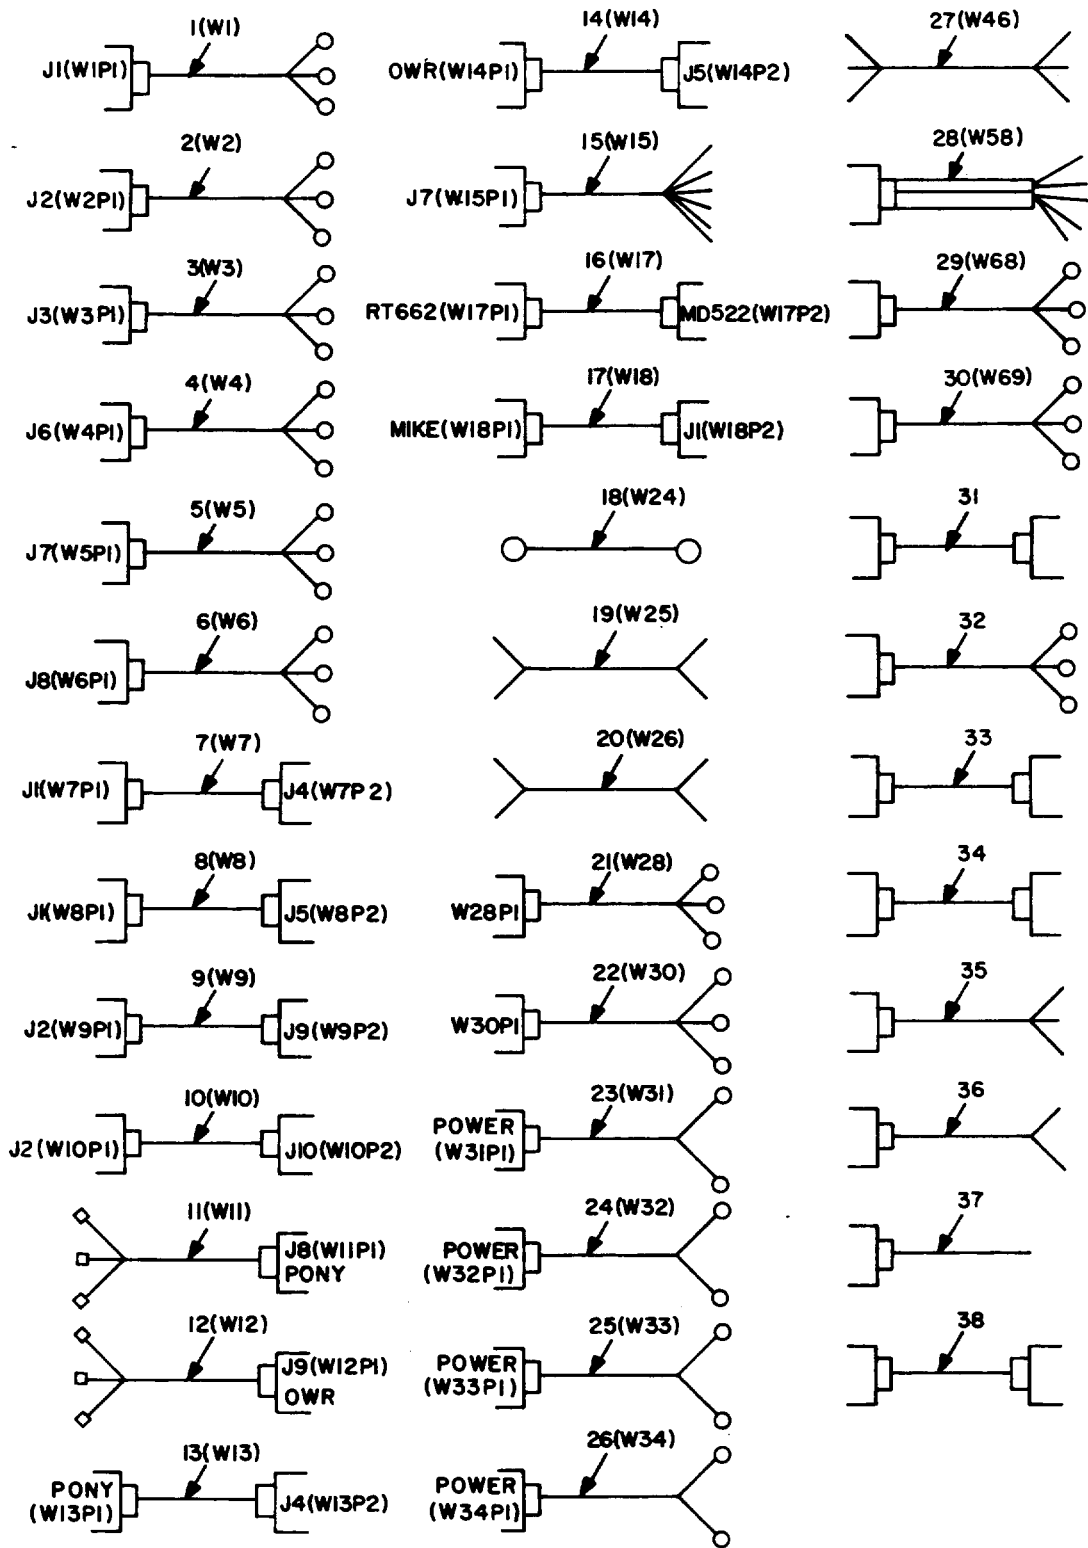 1(W1)
J1(W1P1)
2(W2)
J2(W2P1)
3(W3)
J3(W3P1)
4(W4)
J6(W4P1)
5(W5)
J7(W5P1)
6(W6)
J8(W6P1)
7(W7)
J1(W7P1)
J4(W7P2)
8(W8)
J1(W8P1)
J5(W8P2)
9(W9)
J2(W9P1)
J9(W9P2)
10(W10)
J2(W10P1)
J10(W10P2)
11(W11)
J8(W11P1)
PONY
12(W12)
J9(W12P1)
OWR
13(W13)
PONY
(W13P1)
J4(W13P2)
14(W14)
OWR(W14P1)
J5(W14P2)
15(W15)
J7(W15P1)
16(W17)
RT662(W17P1)
MD522(W17P2)
17(W18)
MIKE(W18P1)
J1(W18P2)
18(W24)
19(W25)
20(W26)
21(W28)
W28P1
22(W30)
W30P1
23(W31)
POWER
(W31P1)
24(W32)
POWER
(W32P1)
25(W33)
POWER
(W33P1)
26(W34)
POWER
(W34P1)
27(W46)
28(W58)
29(W68)
30(W69)
31
32
33
34
35
36
37
38